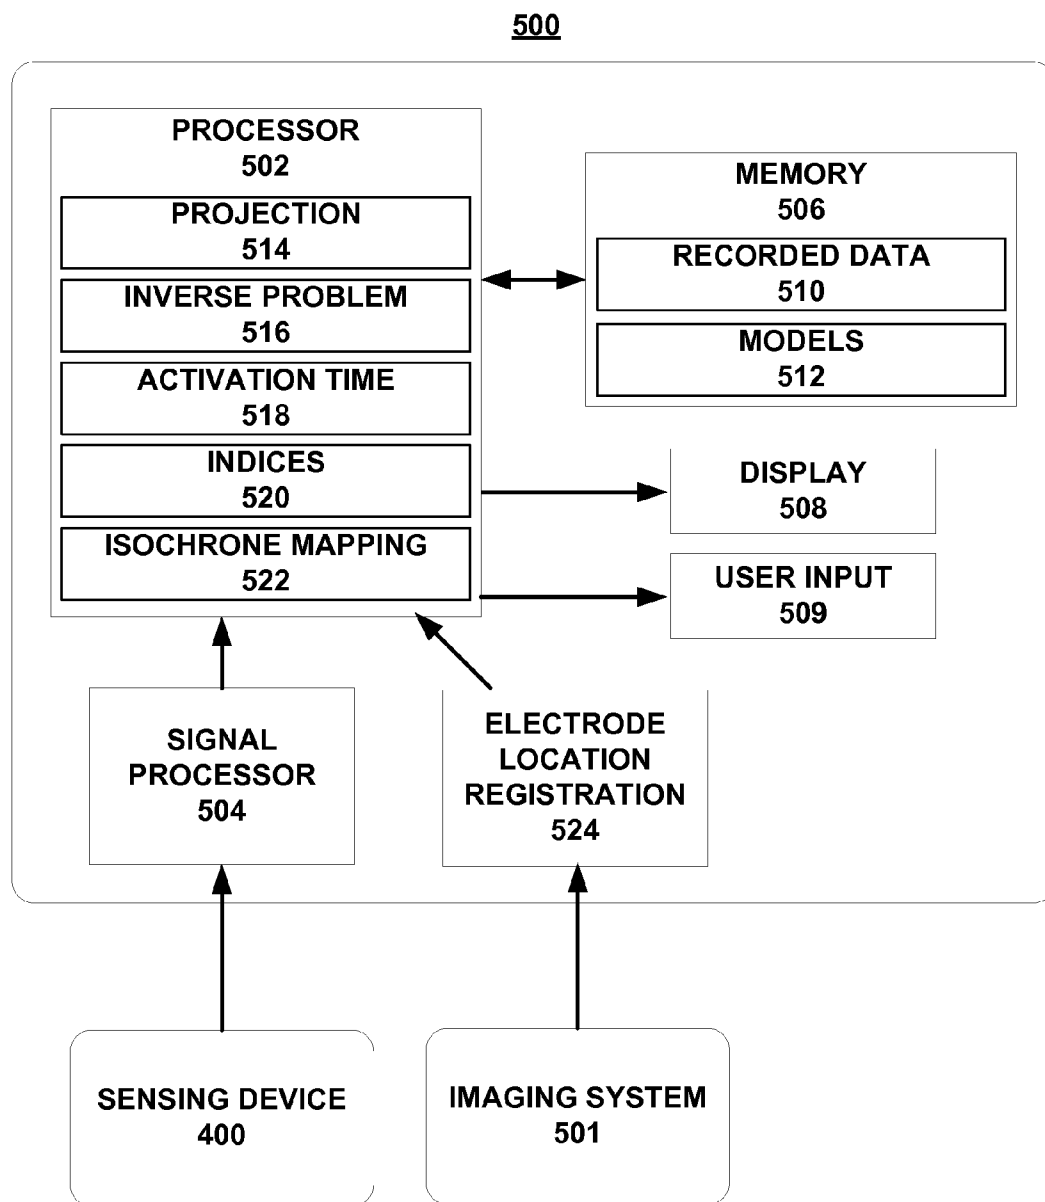 500
PROCESSOR
502
PROJECTION
514
INVERSE PROBLEM
516
ACTIVATION TIME
518
INDICES
520
ISOCHRONE MAPPING
522
MEMORY
506
RECORDED DATA
510
MODELS
512
DISPLAY
508
USER INPUT
509
SIGNAL
PROCESSOR
504
ELECTRODE
LOCATION
REGISTRATION
524
SENSING DEVICE
400
IMAGING SYSTEM
501